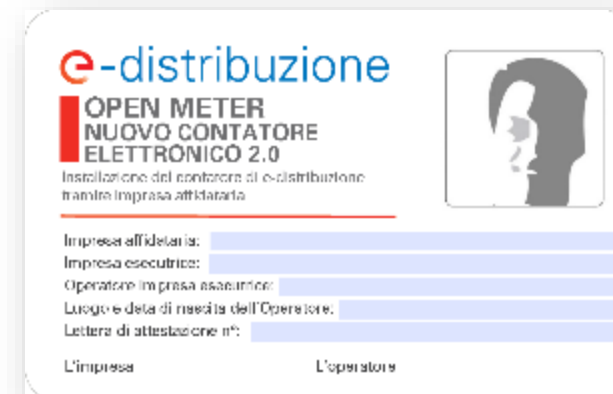 e-distribuzione
OPEN METER
NUOVO CONTATORE
ELETTRONICO 2.0
Installazione del contatore di e-distribuzione
tramite impresa affidataria
Impresa affidataria:
Impresa esecutrice:
Operatore impresa esecutrice:
Luogo e data di nascita dell'Operatore:
Lettera di attestazione n°:
L'impresa
L'operatore